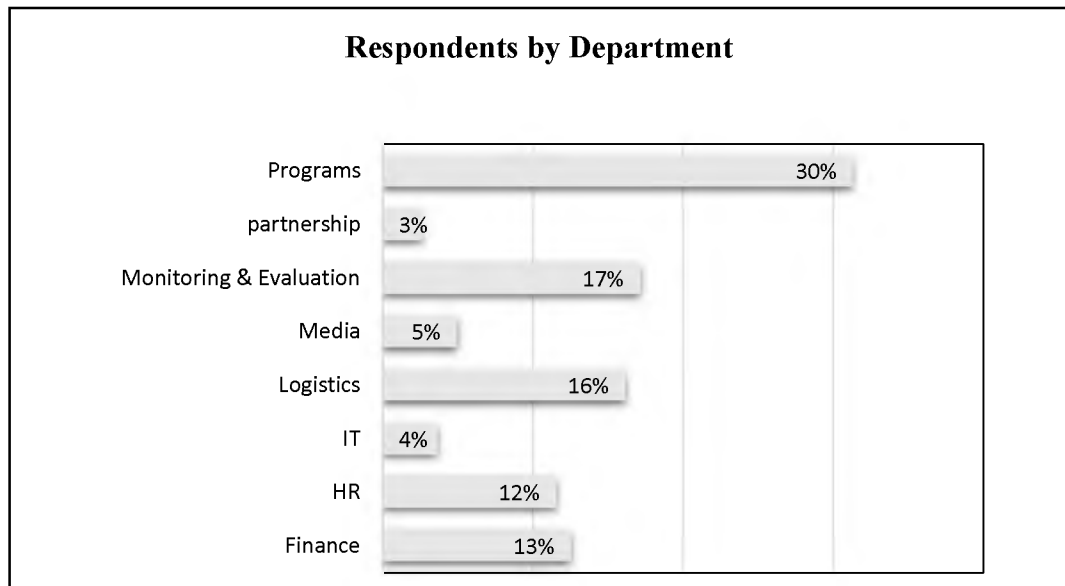 Respondents by Department
Programs 30%
partnership 3%
Monitoring & Evaluation 17%
Media 5%
Logistics 16%
IT 4%
HR 12%
Finance 13%